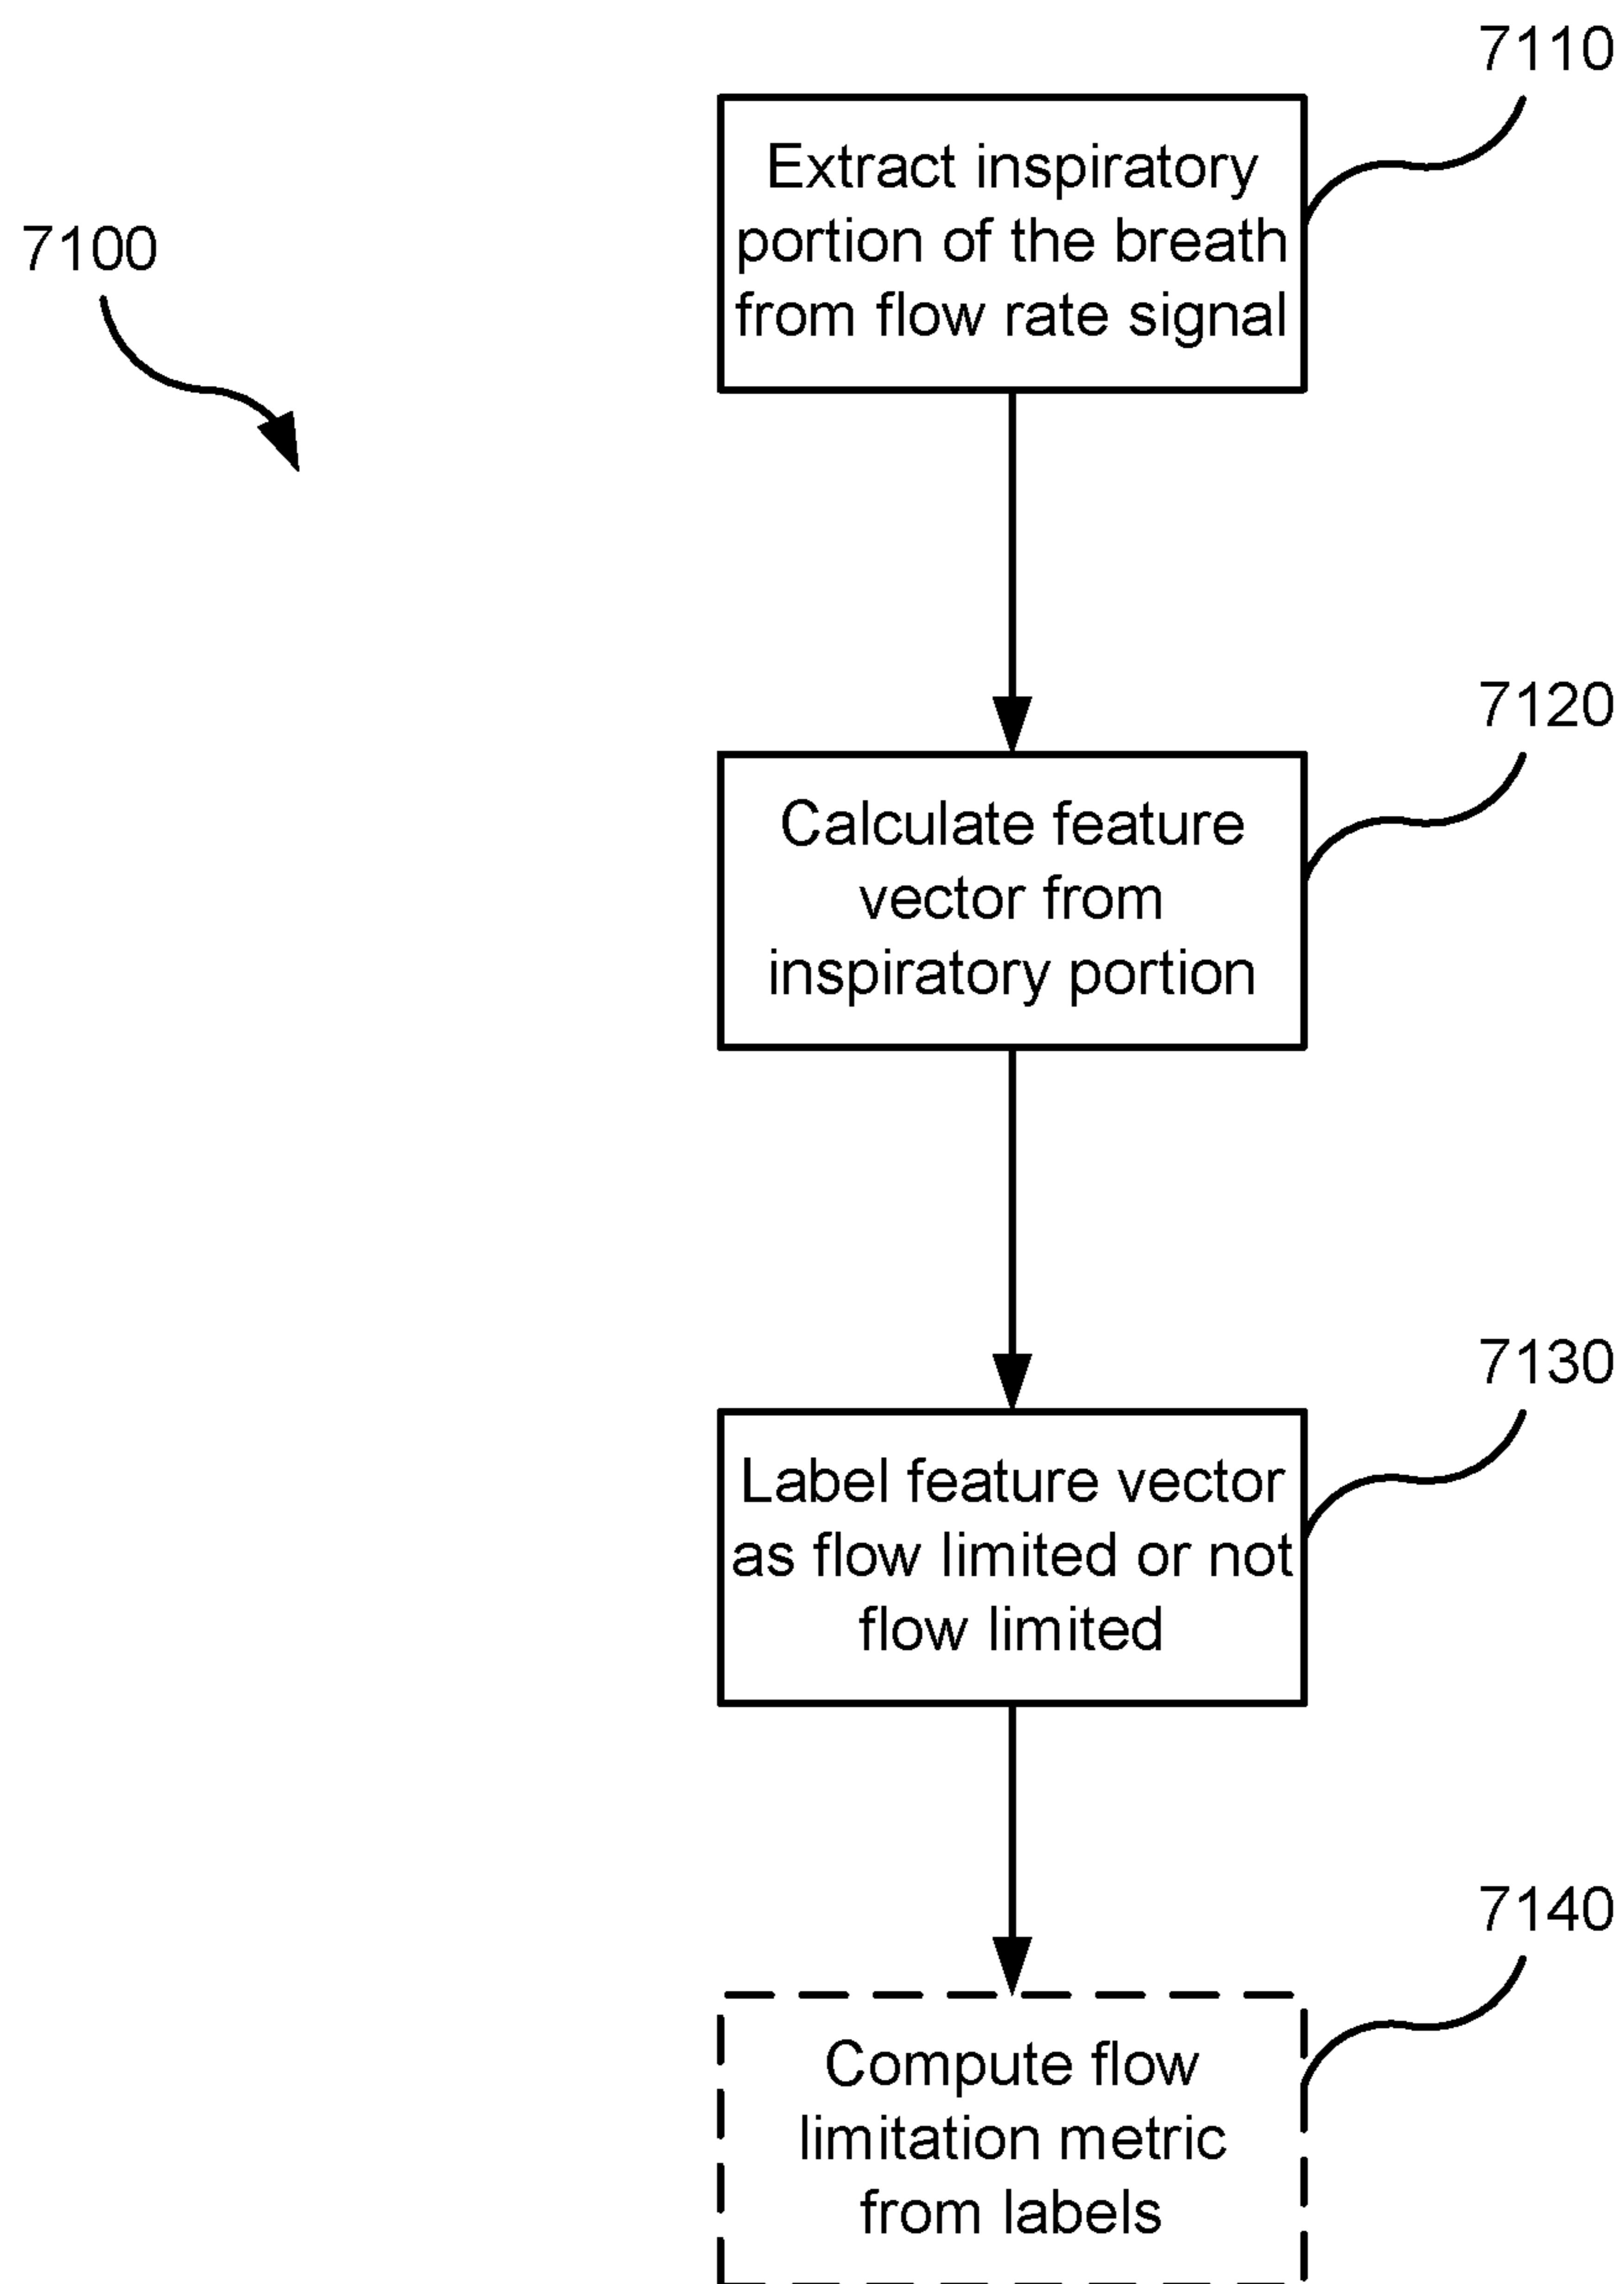 7110
Extract inspiratory
portion of the breath
from flow rate signal
7100
7120
Calculate feature
vector from
inspiratory portion
7130
Label feature vector
as flow limited or not
flow limited
7140
Compute flow
limitation metric
from labels